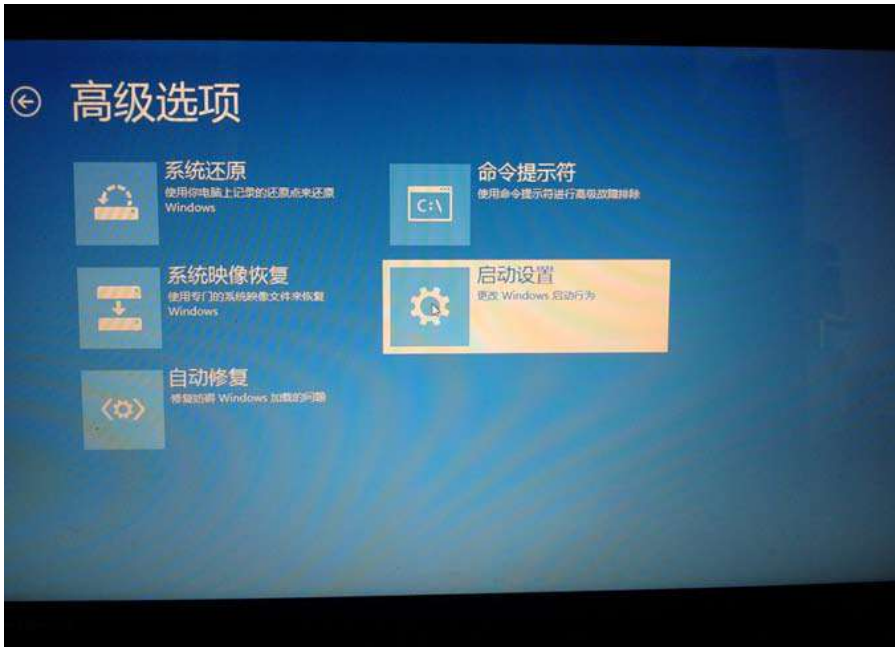 高级选项
系统还原
使用你电脑上记录的还原点来还原
Windows
命令提示符
使用命令提示符进行高级故障排除
C:\
系统映像恢复
使用专门的系统映像文件来恢复
Windows
启动设置
更改 Windows 启动行为
自动修复
修复妨碍 Windows 加载的问题